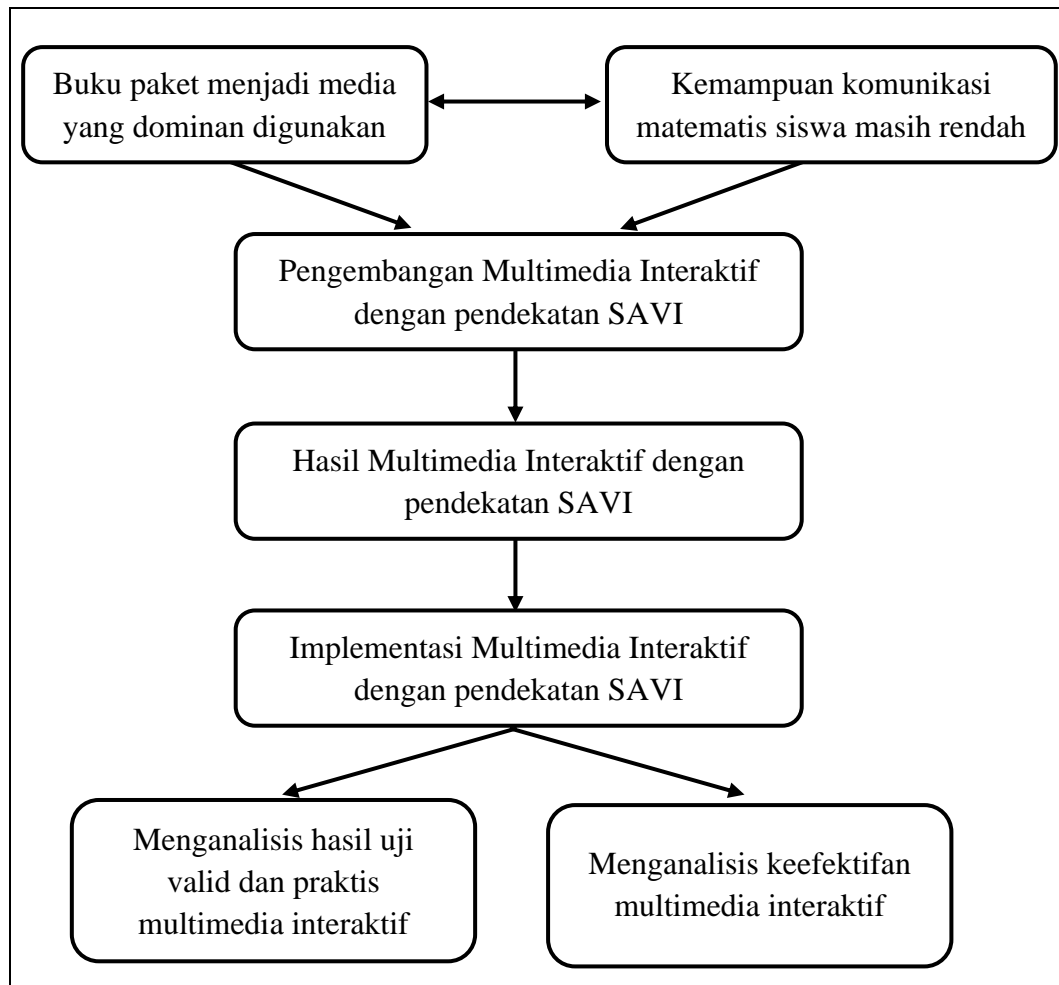 Buku paket menjadi media
yang dominan digunakan
Kemampuan komunikasi
matematis siswa masih rendah
Pengembangan Multimedia Interaktif
dengan pendekatan SAVI
Hasil Multimedia Interaktif dengan
pendekatan SAVI
Implementasi Multimedia Interaktif
dengan pendekatan SAVI
Menganalisis hasil uji
valid dan praktis
multimedia interaktif
Menganalisis keefektifan
multimedia interaktif